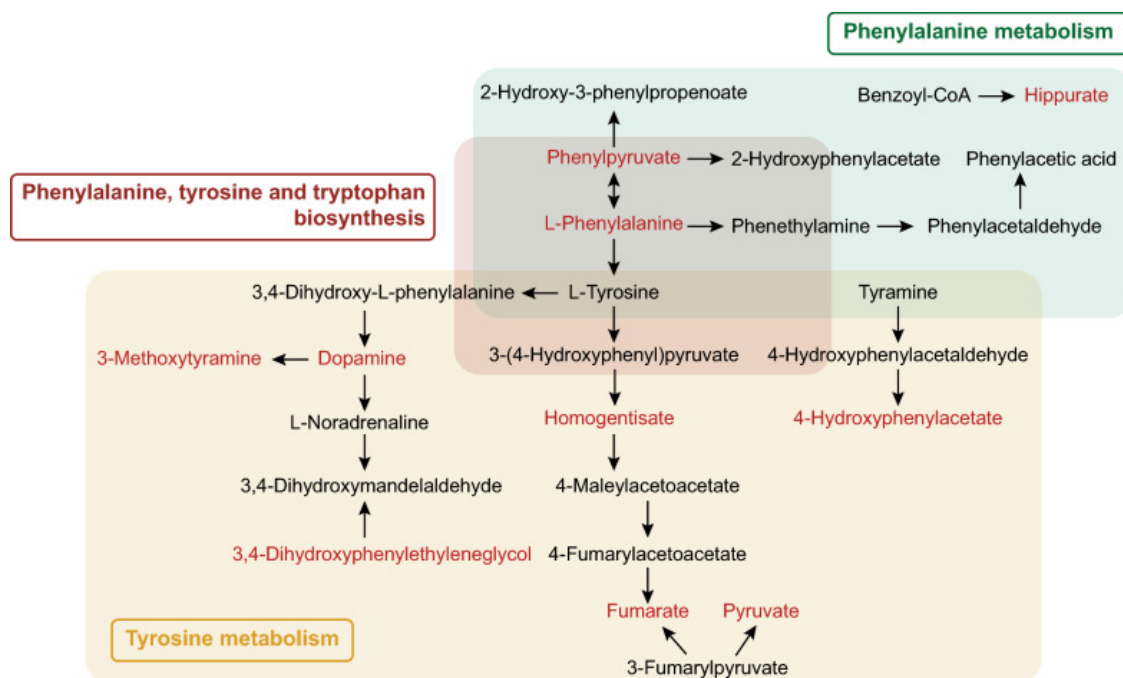 Phenylalanine metabolism
2-Hydroxy-3-phenylpropenoate
Benzoyl-CoA
Hippurate
Phenylpyruvate
2-Hydroxyphenylacetate
Phenylacetic acid
Phenylalanine, tyrosine and tryptophan
biosynthesis
L-Phenylalanine
Phenethylamine
Phenylacetaldehyde
3,4-Dihydroxy-L-phenylalanine
L-Tyrosine
Tyramine
3-Methoxytyramine
Dopamine
3-(4-Hydroxyphenyl)pyruvate
4-Hydroxyphenylacetaldehyde
L-Noradrenaline
Homogentisate
4-Hydroxyphenylacetate
3,4-Dihydroxymandelaldehyde
4-Maleylacetoacetate
3,4-Dihydroxyphenylethyleneglycol
4-Fumarylacetoacetate
Fumarate
Pyruvate
Tyrosine metabolism
3-Fumarylpyruvate